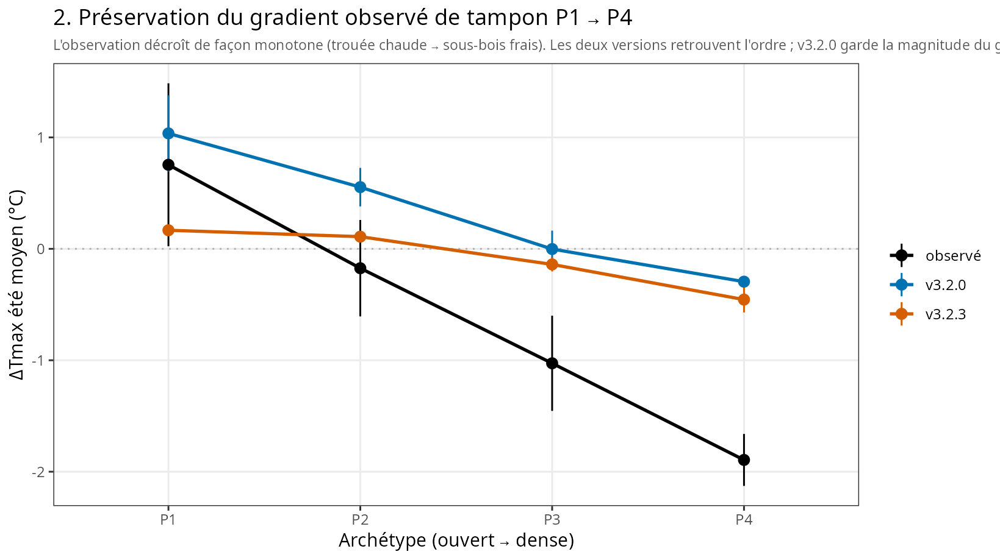 2. Préservation du gradient observé de tampon P1 → P4
L'observation décroît de façon monotone (trouée chaude → sous-bois frais). Les deux versions retrouvent l'ordre ; v3.2.0 garde la magnitude du
ΔTmax été moyen (°C)
1
0
-1
-2
P1
P2
P3
P4
Archétype (ouvert → dense)
observé
v3.2.0
v3.2.3